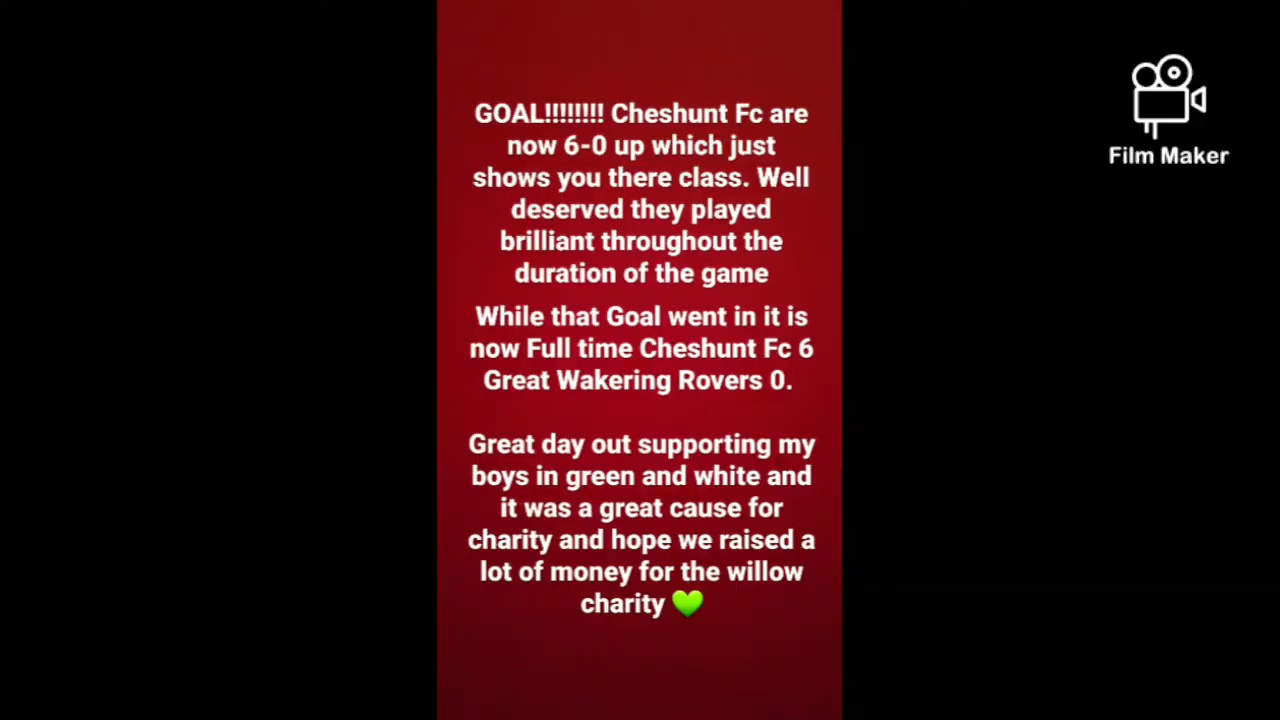 GOAL!!!!!!!! Cheshunt Fc are
now 6-0 up which just
shows you there class. Well
deserved they played
brilliant throughout the
duration of the game
While that Goal went in it is
now Full time Cheshunt Fc 6
Great Wakering Rovers 0.
Great day out supporting my
boys in green and white and
it was a great cause for
charity and hope we raised a
lot of money for the willow
charity 💚
Film Maker